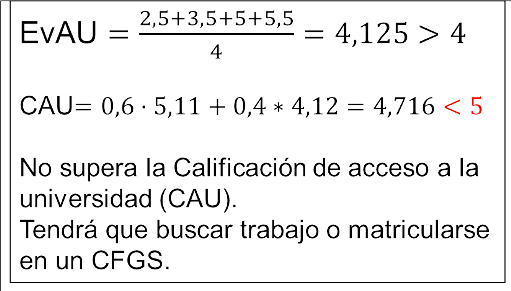 EvAU = \frac{2,5+3,5+5+5,5}{4} = 4,125 > 4
CAU= 0,6 · 5,11 + 0,4 ∗ 4,12 = 4,716 < 5
No supera la Calificación de acceso a la
universidad (CAU).
Tendrá que buscar trabajo o matricularse
en un CFGS.